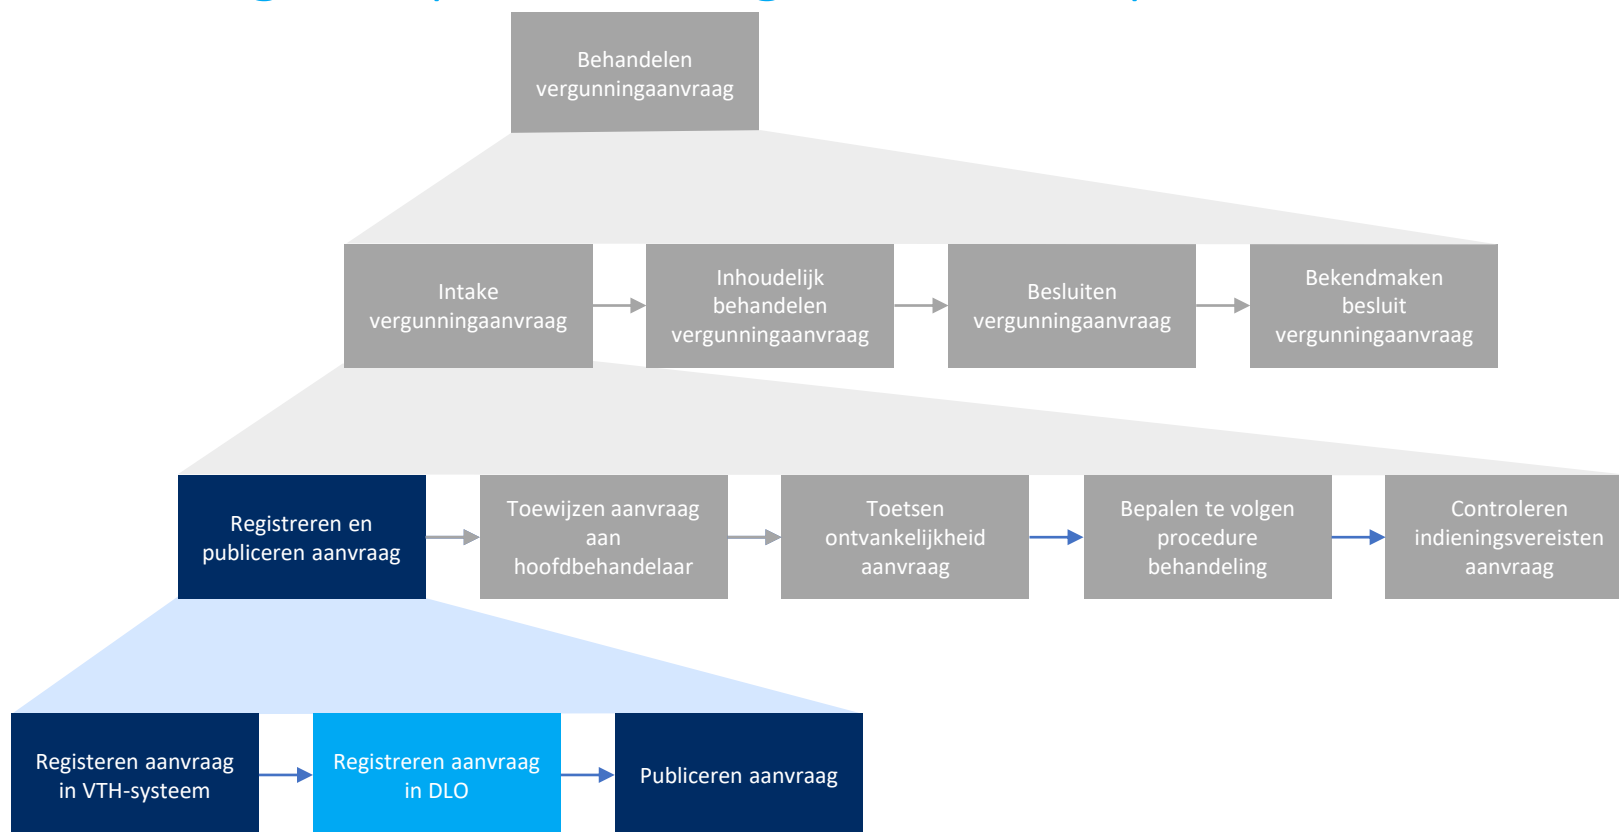 Behandelen
vergunningaanvraag
Intake
vergunningaanvraag
Inhoudelijk
behandelen
vergunningaanvraag
Besluiten
vergunningaanvraag
Bekendmaken
besluit
vergunningaanvraag
Registreren en
publiceren aanvraag
Toewijzen aanvraag
aan
hoofdbehandelaar
Toetsen
ontvankelijkheid
aanvraag
Bepalen te volgen
procedure
behandeling
Controleren
indieningsvereisten
aanvraag
Registeren aanvraag
in VTH-systeem
Registreren aanvraag
in DLO
Publiceren aanvraag